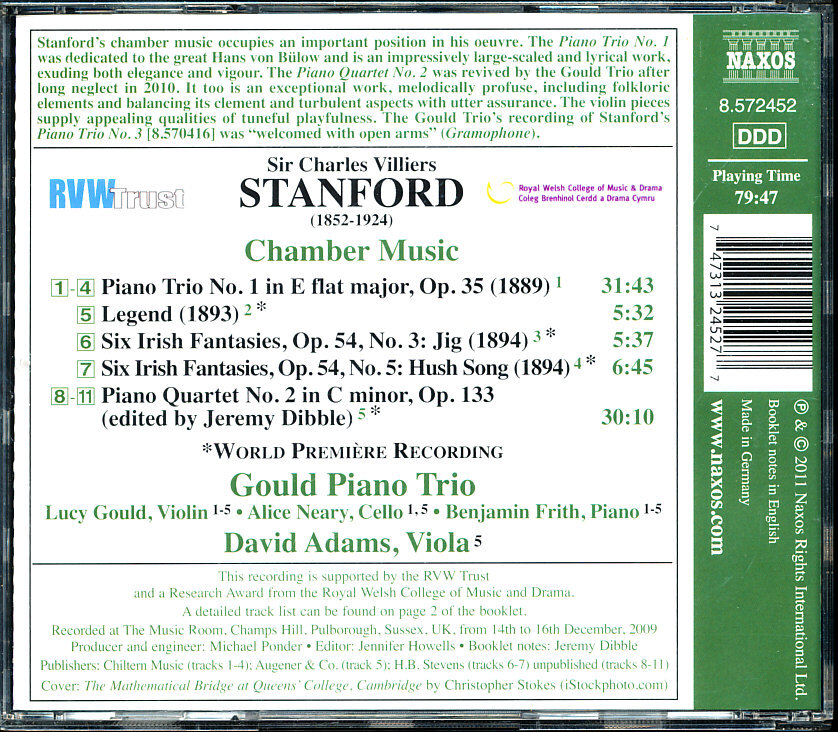 Stanford's chamber music occupies an important position in his oeuvre. The Piano Trio No. 1
was dedicated to the great Hans von Bülow and is an impressively large-scaled and lyrical work,
exuding both elegance and vigour. The Piano Quartet No. 2 was revived by the Gould Trio after
long neglect in 2010. It too is an exceptional work, melodically profuse, including folkloric
elements and balancing its clement and turbulent aspects with utter assurance. The violin pieces
supply appealing qualities of tuneful playfulness. The Gould Trio's recording of Stanford's
Piano Trio No. 3 [8.570416] was "welcomed with open arms" (Gramophone).
RVW Trust
Sir Charles Villiers
STANFORD
(1852-1924)
Royal Welsh College of Music & Drama
Coleg Brenhinol Cerdd a Drama Cymru
Chamber Music
1-4 Piano Trio No. 1 in E flat major, Op. 35 (1889) 1 31:43
5 Legend (1893) 2* 5:32
6 Six Irish Fantasies, Op. 54, No. 3: Jig (1894) 3* 5:37
7 Six Irish Fantasies, Op. 54, No. 5: Hush Song (1894) 4* 6:45
8-11 Piano Quartet No. 2 in C minor, Op. 133
(edited by Jeremy Dibble) 5* 30:10
*WORLD PREMIÈRE RECORDING
Gould Piano Trio
Lucy Gould, Violin 1-5 • Alice Neary, Cello 1, 5 • Benjamin Frith, Piano 1-5
David Adams, Viola 5
This recording is supported by the RVW Trust
and a Research Award from the Royal Welsh College of Music and Drama.
A detailed track list can be found on page 2 of the booklet.
Recorded at The Music Room, Champs Hill, Pulborough, Sussex, UK, from 14th to 16th December, 2009
Producer and engineer: Michael Ponder • Editor: Jennifer Howells • Booklet notes: Jeremy Dibble
Publishers: Chiltern Music (tracks 1-4); Augener & Co. (track 5); H.B. Stevens (tracks 6-7) unpublished (tracks 8-11)
Cover: The Mathematical Bridge at Queens' College, Cambridge by Christopher Stokes (iStockphoto.com)
NAXOS
8.572452
DDD
Playing Time
79:47
7 47313 24527 7
℗ & © 2011 Naxos Rights International Ltd.
Booklet notes in English
Made in Germany
www.naxos.com